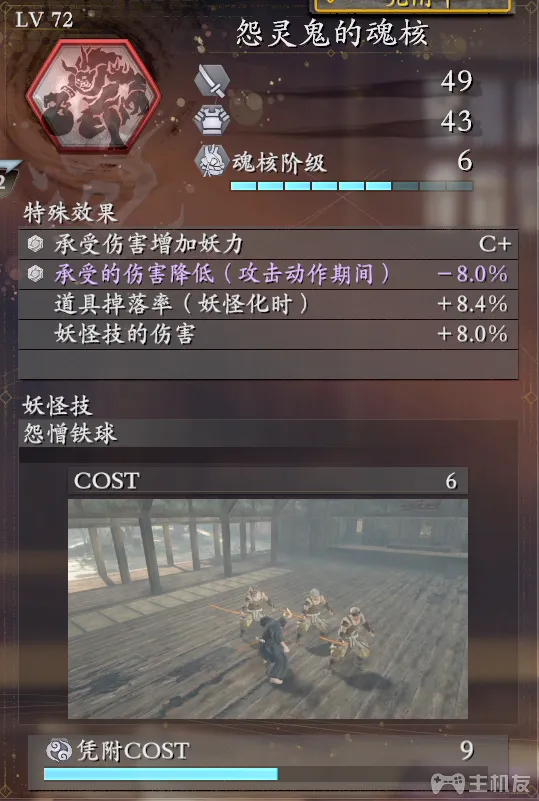 LV 72
怨灵鬼的魂核
49
43
魂核阶级 6
2
特殊效果
承受伤害增加妖力 C+
承受的伤害降低（攻击动作期间） -8.0%
道具掉落率（妖怪化时） +8.4%
妖怪技的伤害 +8.0%
妖怪技
怨憎铁球
COST 6
凭附COST 9
主机友